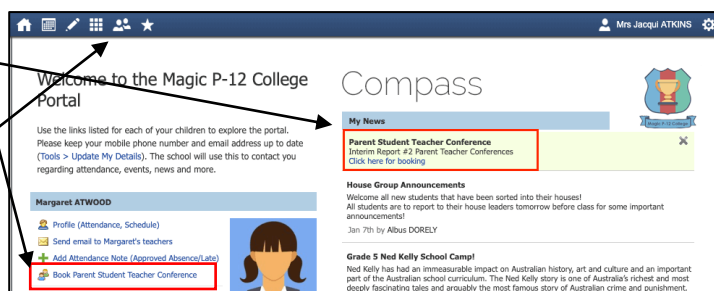 Mrs Jacqui ATKINS
Welcome to the Magic P-12 College
Portal
Use the links listed for each of your children to explore the portal.
Please keep your mobile phone number and email address up to date
(Tools > Update My Details). The school will use this to contact you
regarding attendance, events, news and more.
Margaret ATWOOD
Profile (Attendance, Schedule)
Send email to Margaret's teachers
Add Attendance Note (Approved Absence/Late)
Book Parent Student Teacher Conference
Compass
Magic P-12 College
My News
Parent Student Teacher Conference
Interim Report #2 Parent Teacher Conferences
Click here for booking
House Group Announcements
Welcome all new students that have been sorted into their houses!
All students are to report to their house leaders tomorrow before class for some important
announcements!
Jan 7th by Albus DORELY
Grade 5 Ned Kelly School Camp!
Ned Kelly has had an immeasurable impact on Australian history, art and culture and an important
part of the Australian school curriculum. The Ned Kelly story is one of Australia's richest and most
deeply fascinating tales and arguably the most famous story of Australian crime and punishment.